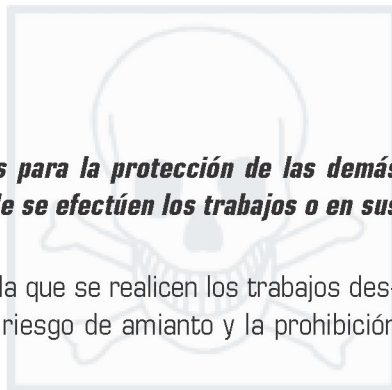 s para la protección de las demás
le se efectúen los trabajos o en sus
la que se realicen los trabajos des-
riesgo de amianto y la prohibición